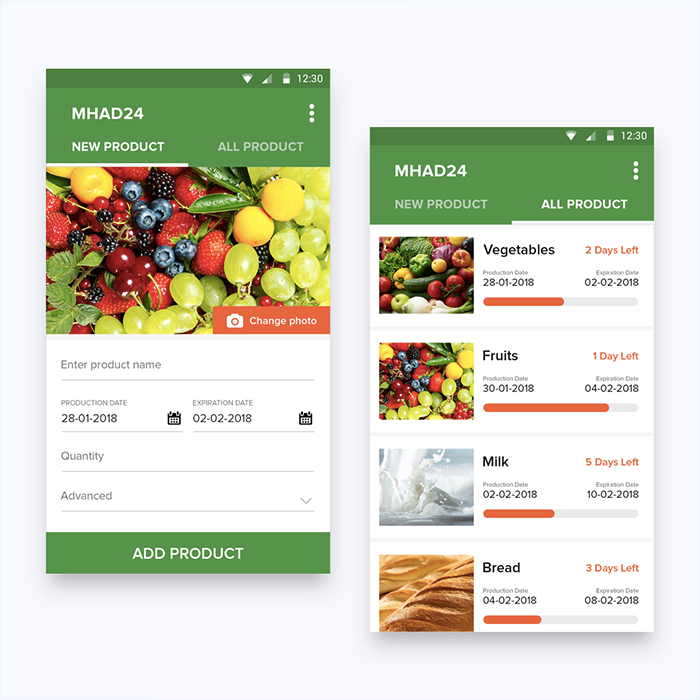 12:30
MHAD24
NEW PRODUCT ALL PRODUCT
Change photo
Enter product name
PRODUCTION DATE EXPIRATION DATE
28-01-2018 02-02-2018
Quantity
Advanced
ADD PRODUCT
12:30
MHAD24
NEW PRODUCT ALL PRODUCT
Vegetables 2 Days Left
Production Date Expiration Date
28-01-2018 02-02-2018
Fruits 1 Day Left
Production Date Expiration Date
30-01-2018 04-02-2018
Milk 5 Days Left
Production Date Expiration Date
02-02-2018 10-02-2018
Bread 3 Days Left
Production Date Expiration Date
04-02-2018 08-02-2018